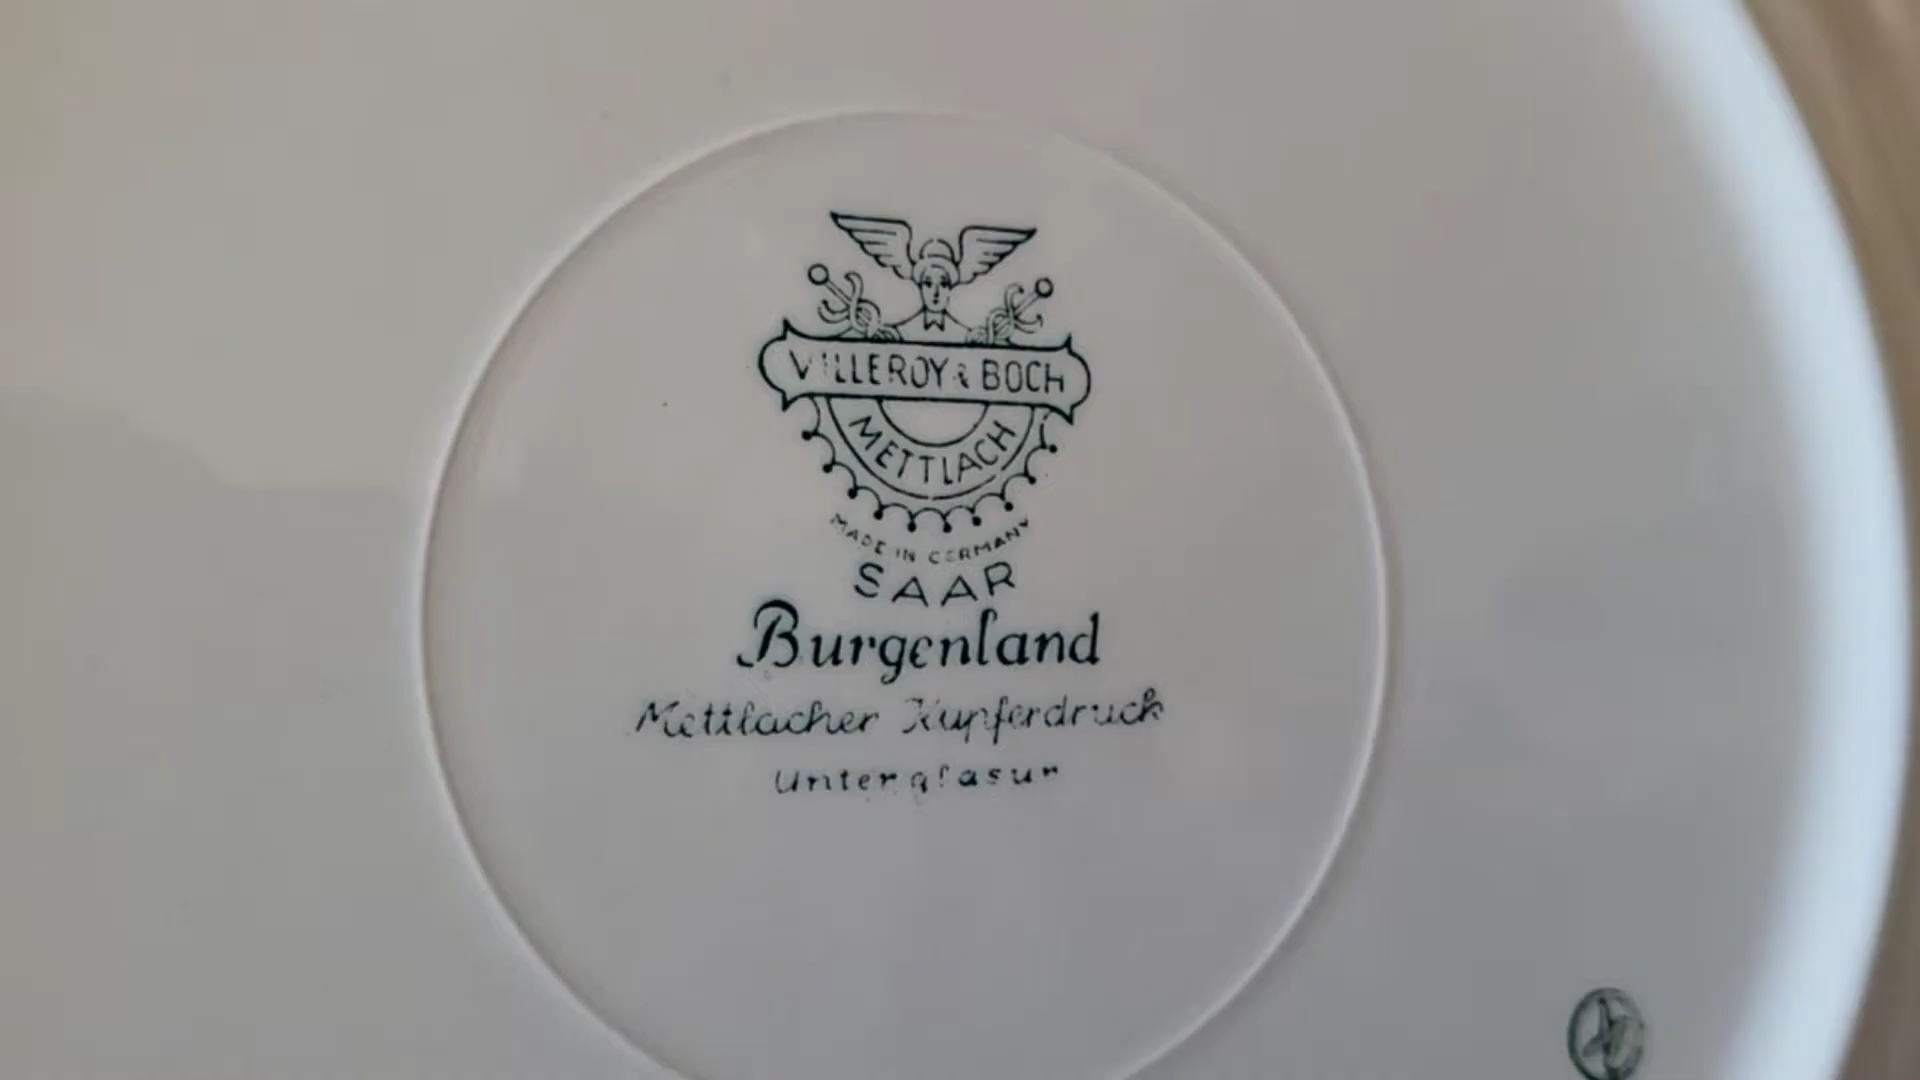 VILLEROY & BOCH
METTLACH
MADE IN GERMANY
SAAR
Burgenland
Mettlacher Kupferdruck
Unterglasur